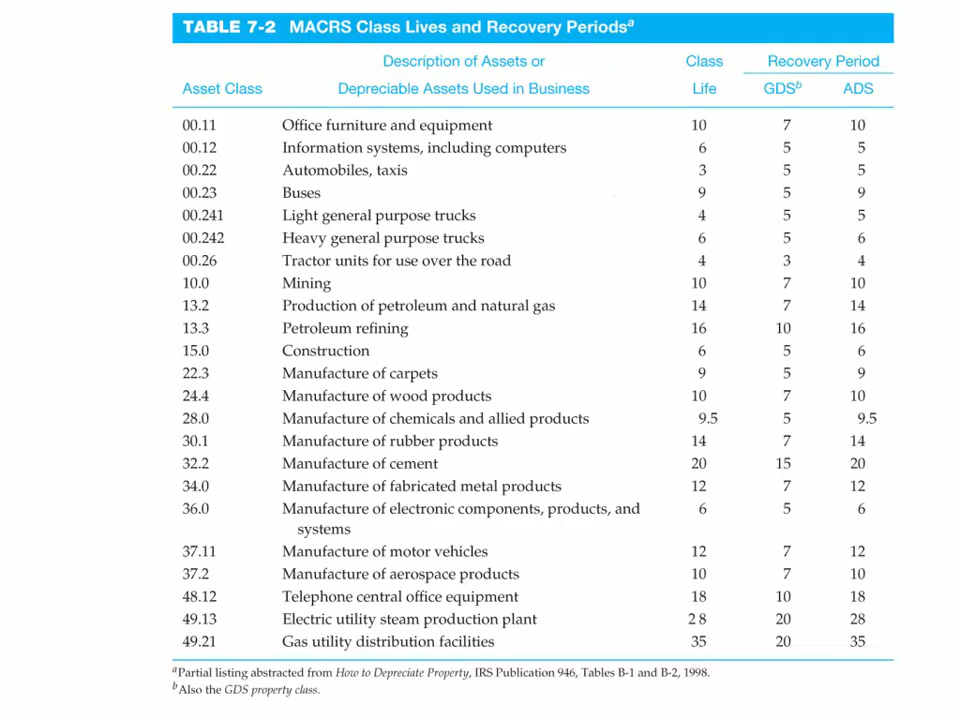 TABLE 7-2 MACRS Class Lives and Recovery Periodsᵃ
Description of Assets or Class Recovery Period
Asset Class Depreciable Assets Used in Business Life GDSᵇ ADS
00.11 Office furniture and equipment 10 7 10
00.12 Information systems, including computers 6 5 5
00.22 Automobiles, taxis 3 5 5
00.23 Buses 9 5 9
00.241 Light general purpose trucks 4 5 5
00.242 Heavy general purpose trucks 6 5 6
00.26 Tractor units for use over the road 4 3 4
10.0 Mining 10 7 10
13.2 Production of petroleum and natural gas 14 7 14
13.3 Petroleum refining 16 10 16
15.0 Construction 6 5 6
22.3 Manufacture of carpets 9 5 9
24.4 Manufacture of wood products 10 7 10
28.0 Manufacture of chemicals and allied products 9.5 5 9.5
30.1 Manufacture of rubber products 14 7 14
32.2 Manufacture of cement 20 15 20
34.0 Manufacture of fabricated metal products 12 7 12
36.0 Manufacture of electronic components, products, and 6 5 6
systems
37.11 Manufacture of motor vehicles 12 7 12
37.2 Manufacture of aerospace products 10 7 10
48.12 Telephone central office equipment 18 10 18
49.13 Electric utility steam production plant 2 8 20 28
49.21 Gas utility distribution facilities 35 20 35
ᵃPartial listing abstracted from How to Depreciate Property, IRS Publication 946, Tables B-1 and B-2, 1998.
ᵇAlso the GDS property class.